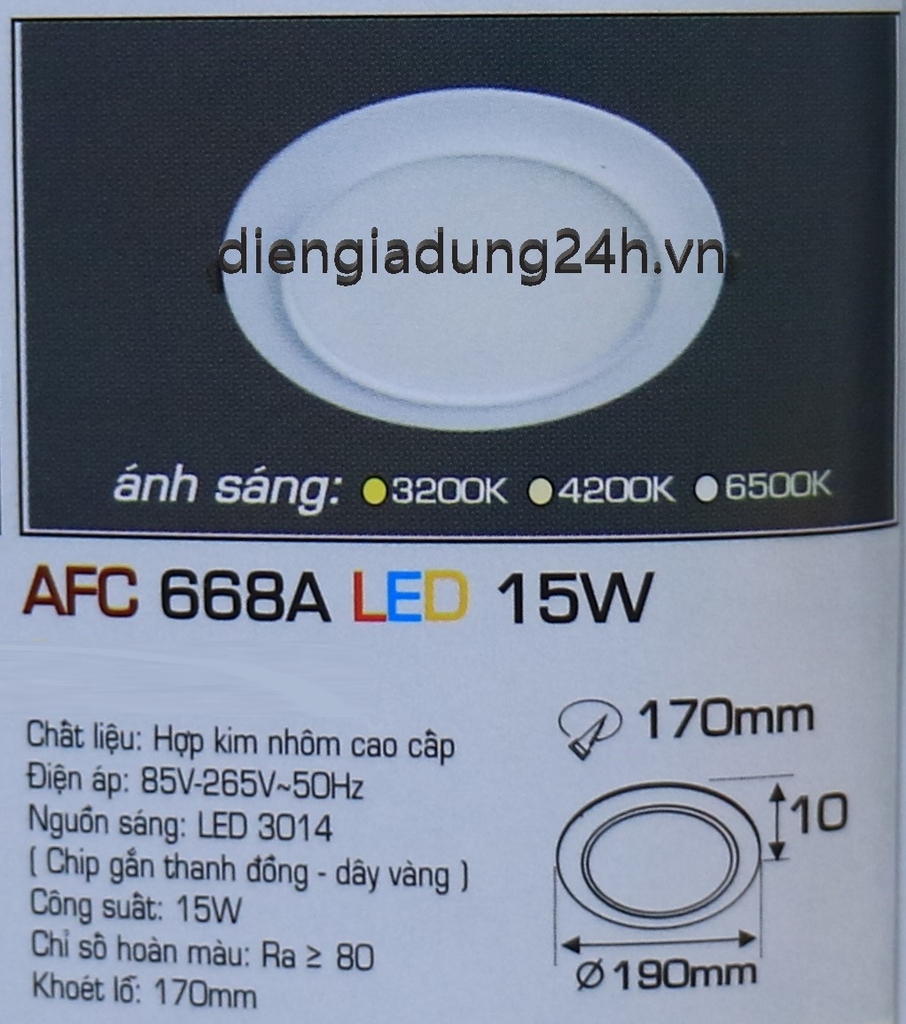 diengiadung24h.vn
ánh sáng: 3200K 4200K 6500K
AFC 668A LED 15W
Chất liệu: Hợp kim nhôm cao cấp
Điện áp: 85V-265V~50Hz
Nguồn sáng: LED 3014
( Chip gắn thanh đồng - dây vàng )
Công suất: 15W
Chỉ số hoàn màu: Ra ≥ 80
Khoét lỗ: 170mm
170mm
10
Ø190mm